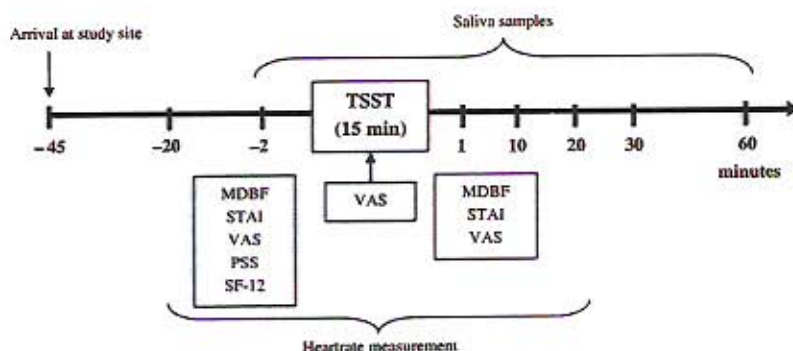 Saliva samples
Arrival at study site
TSST
(15 min)
–45
–20
–2
1
10
20
30
60
minutes
MDBF
STAI
VAS
PSS
SF-12
VAS
MDBF
STAI
VAS
Heartrate measurement